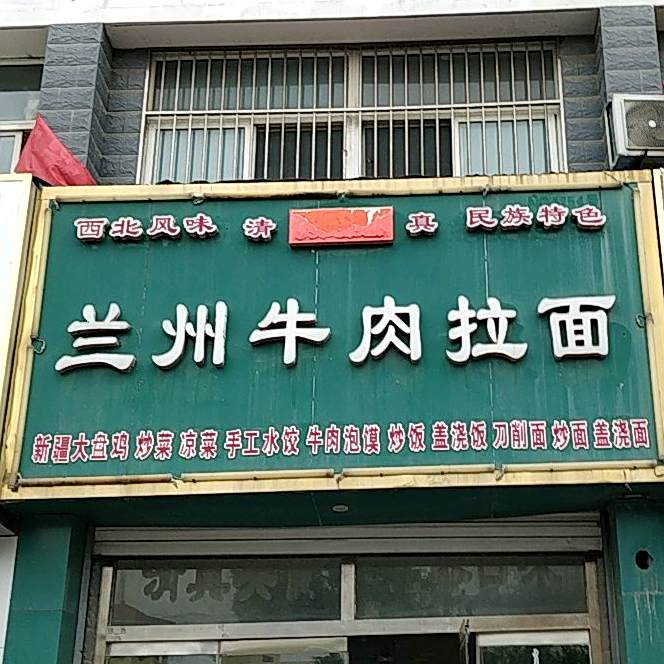 西北风味 清 真 民族特色
兰州牛肉拉面
新疆大盘鸡 炒菜 凉菜 手工水饺 牛肉泡馍 炒饭 盖浇饭 刀削面 炒面 盖浇面